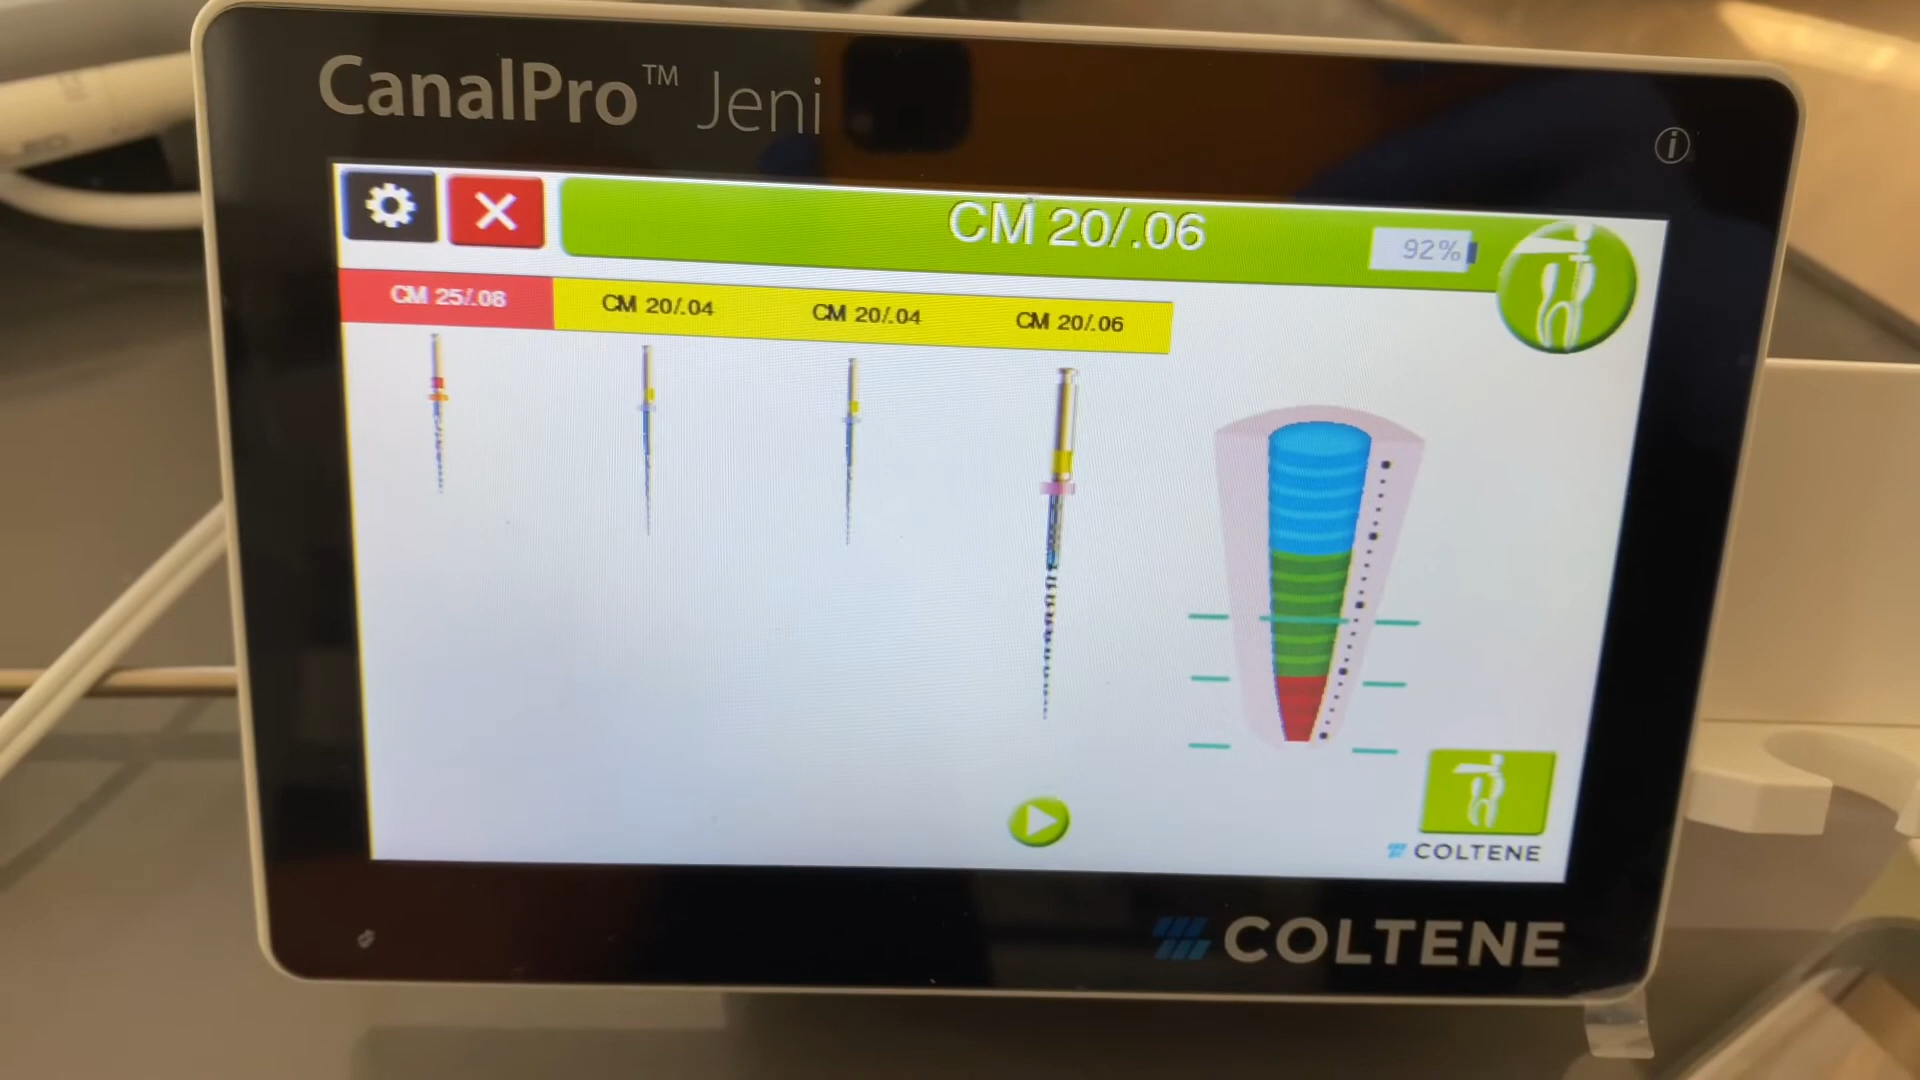 CanalPro™ Jeni
CM 20/.06
92%
CM 25/.08
CM 20/.04
CM 20/.04
CM 20/.06
COLTENE
COLTENE